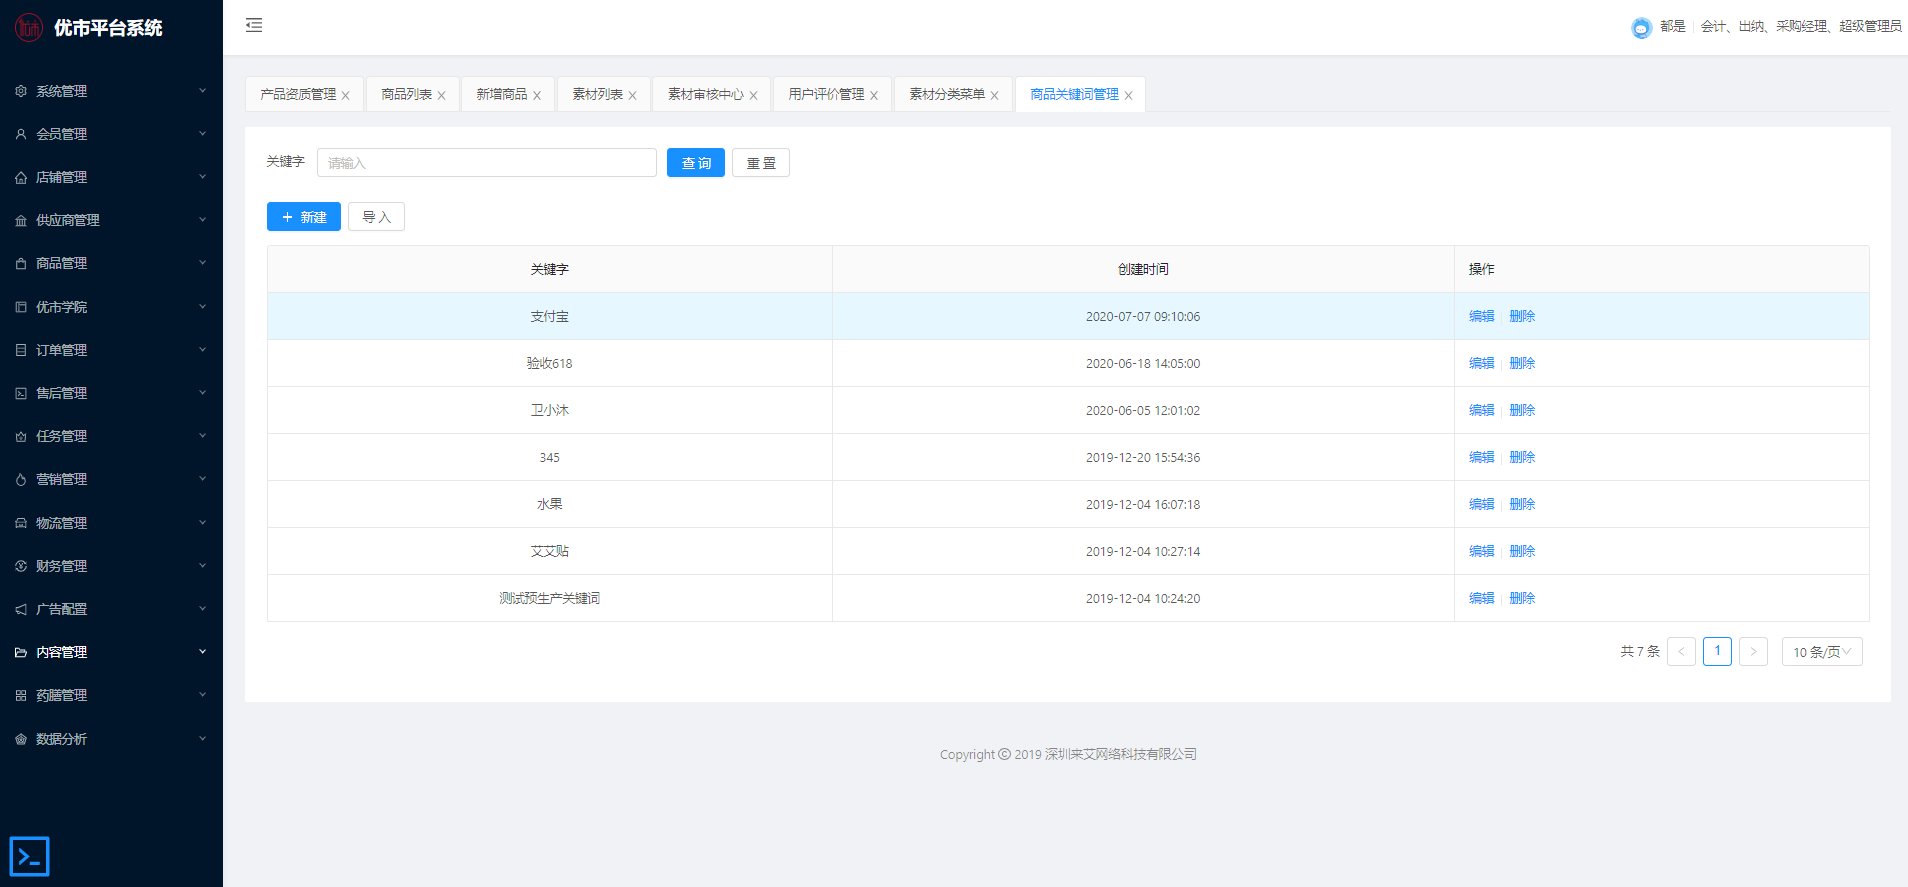 优市平台系统
都是 会计、出纳、采购经理、超级管理员
系统管理
会员管理
店铺管理
供应商管理
商品管理
优市学院
订单管理
售后管理
任务管理
营销管理
物流管理
财务管理
广告配置
内容管理
药膳管理
数据分析
产品资质管理 商品列表 新增商品 素材列表 素材审核中心 用户评价管理 素材分类菜单 商品关键词管理
关键字 请输入 查询 重置
+ 新建 导入
关键字 创建时间 操作
支付宝 2020-07-07 09:10:06 编辑 删除
验收618 2020-06-18 14:05:00 编辑 删除
卫小沐 2020-06-05 12:01:02 编辑 删除
345 2019-12-20 15:54:36 编辑 删除
水果 2019-12-04 16:07:18 编辑 删除
艾艾贴 2019-12-04 10:27:14 编辑 删除
测试预生产关键词 2019-12-04 10:24:20 编辑 删除
共 7 条 < 1 > 10 条/页
Copyright © 2019 深圳来艾网络科技有限公司